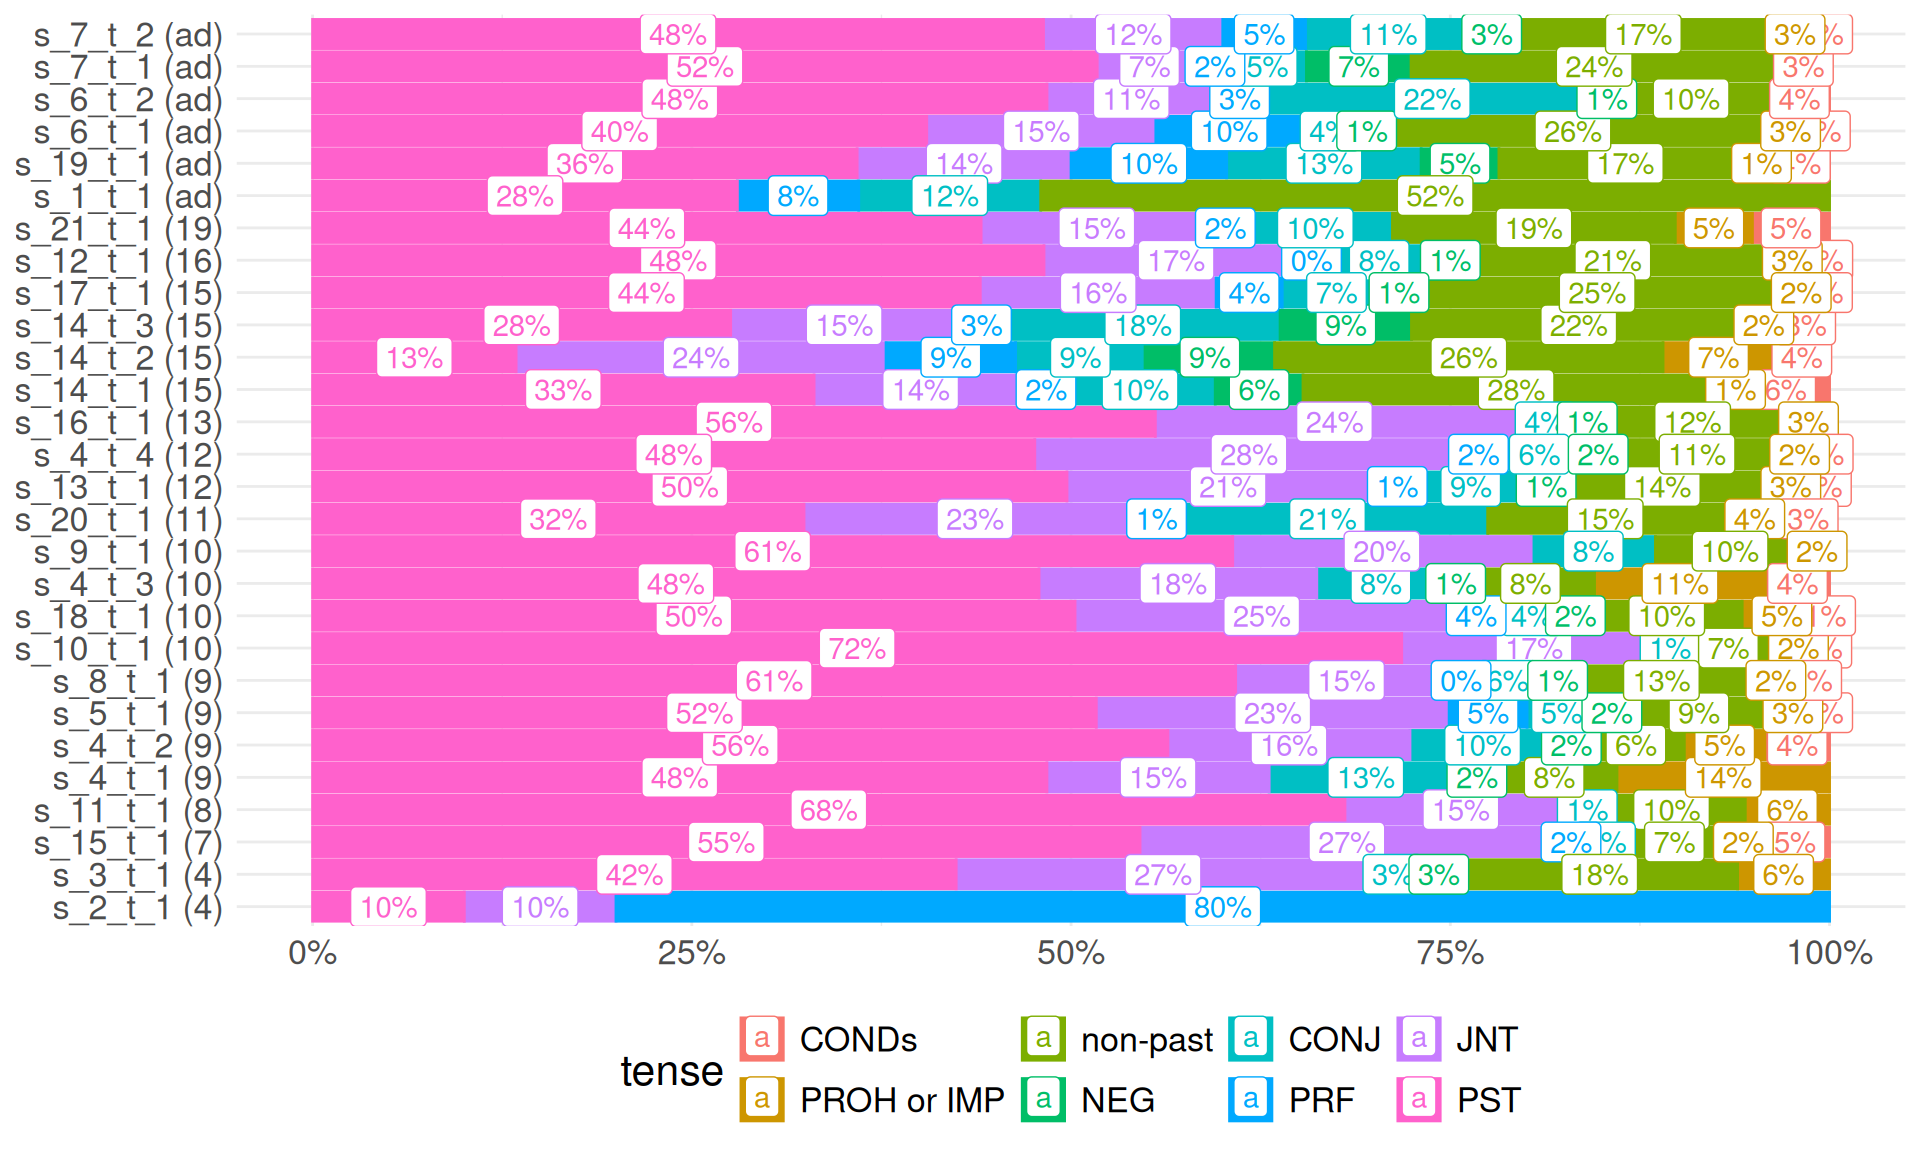 s_7_t_2 (ad) 48% 12% 5% 11% 3% 17% 3% %
s_7_t_1 (ad) 52% 7% 2% 5% 7% 24% 3%
s_6_t_2 (ad) 48% 11% 3% 22% 1% 10% 4%
s_6_t_1 (ad) 40% 15% 10% 4% 1% 26% 3% %
s_19_t_1 (ad) 36% 14% 10% 13% 5% 17% 1% %
s_1_t_1 (ad) 28% 8% 12% 52%
s_21_t_1 (19) 44% 15% 2% 10% 19% 5% 5%
s_12_t_1 (16) 48% 17% 0% 8% 1% 21% 3% %
s_17_t_1 (15) 44% 16% 4% 7% 1% 25% 2%
s_14_t_3 (15) 28% 15% 3% 18% 9% 22% 2% 3%
s_14_t_2 (15) 13% 24% 9% 9% 9% 26% 7% 4%
s_14_t_1 (15) 33% 14% 2% 10% 6% 28% 1% 6%
s_16_t_1 (13) 56% 24% 4% 1% 12% 3%
s_4_t_4 (12) 48% 28% 2% 6% 2% 11% 2%
s_13_t_1 (12) 50% 21% 1% 9% 1% 14% 3% %
s_20_t_1 (11) 32% 23% 1% 21% 15% 4% 3%
s_9_t_1 (10) 61% 20% 8% 10% 2%
s_4_t_3 (10) 48% 18% 8% 1% 8% 11% 4%
s_18_t_1 (10) 50% 25% 4% 4% 2% 10% 5% %
s_10_t_1 (10) 72% 17% 1% 7% 2%
s_8_t_1 (9) 61% 15% 0% 6% 1% 13% 2% %
s_5_t_1 (9) 52% 23% 5% 5% 2% 9% 3% %
s_4_t_2 (9) 56% 16% 10% 2% 6% 5% 4%
s_4_t_1 (9) 48% 15% 13% 2% 8% 14%
s_11_t_1 (8) 68% 15% 1% 10% 6%
s_15_t_1 (7) 55% 27% 2% % 7% 2% 5%
s_3_t_1 (4) 42% 27% 3% 3% 18% 6%
s_2_t_1 (4) 10% 10% 80%
0% 25% 50% 75% 100%
tense
a CONDs a non-past a CONJ a JNT
a PROH or IMP a NEG a PRF a PST